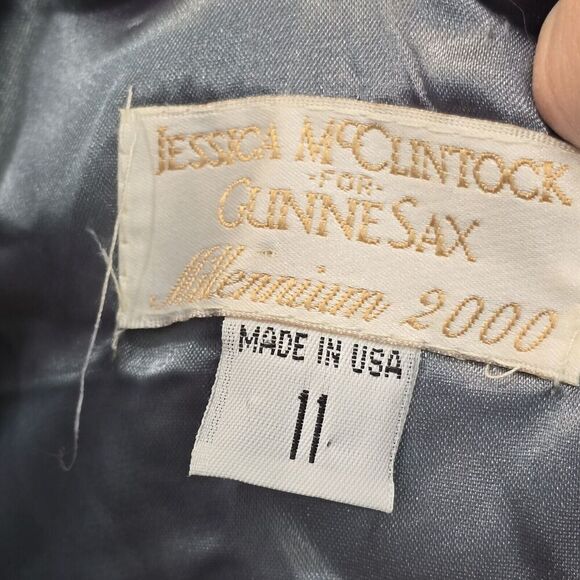 JESSICA McCLINTOCK
-FOR-
GUNNE SAX
Millennium 2000
MADE IN USA
11